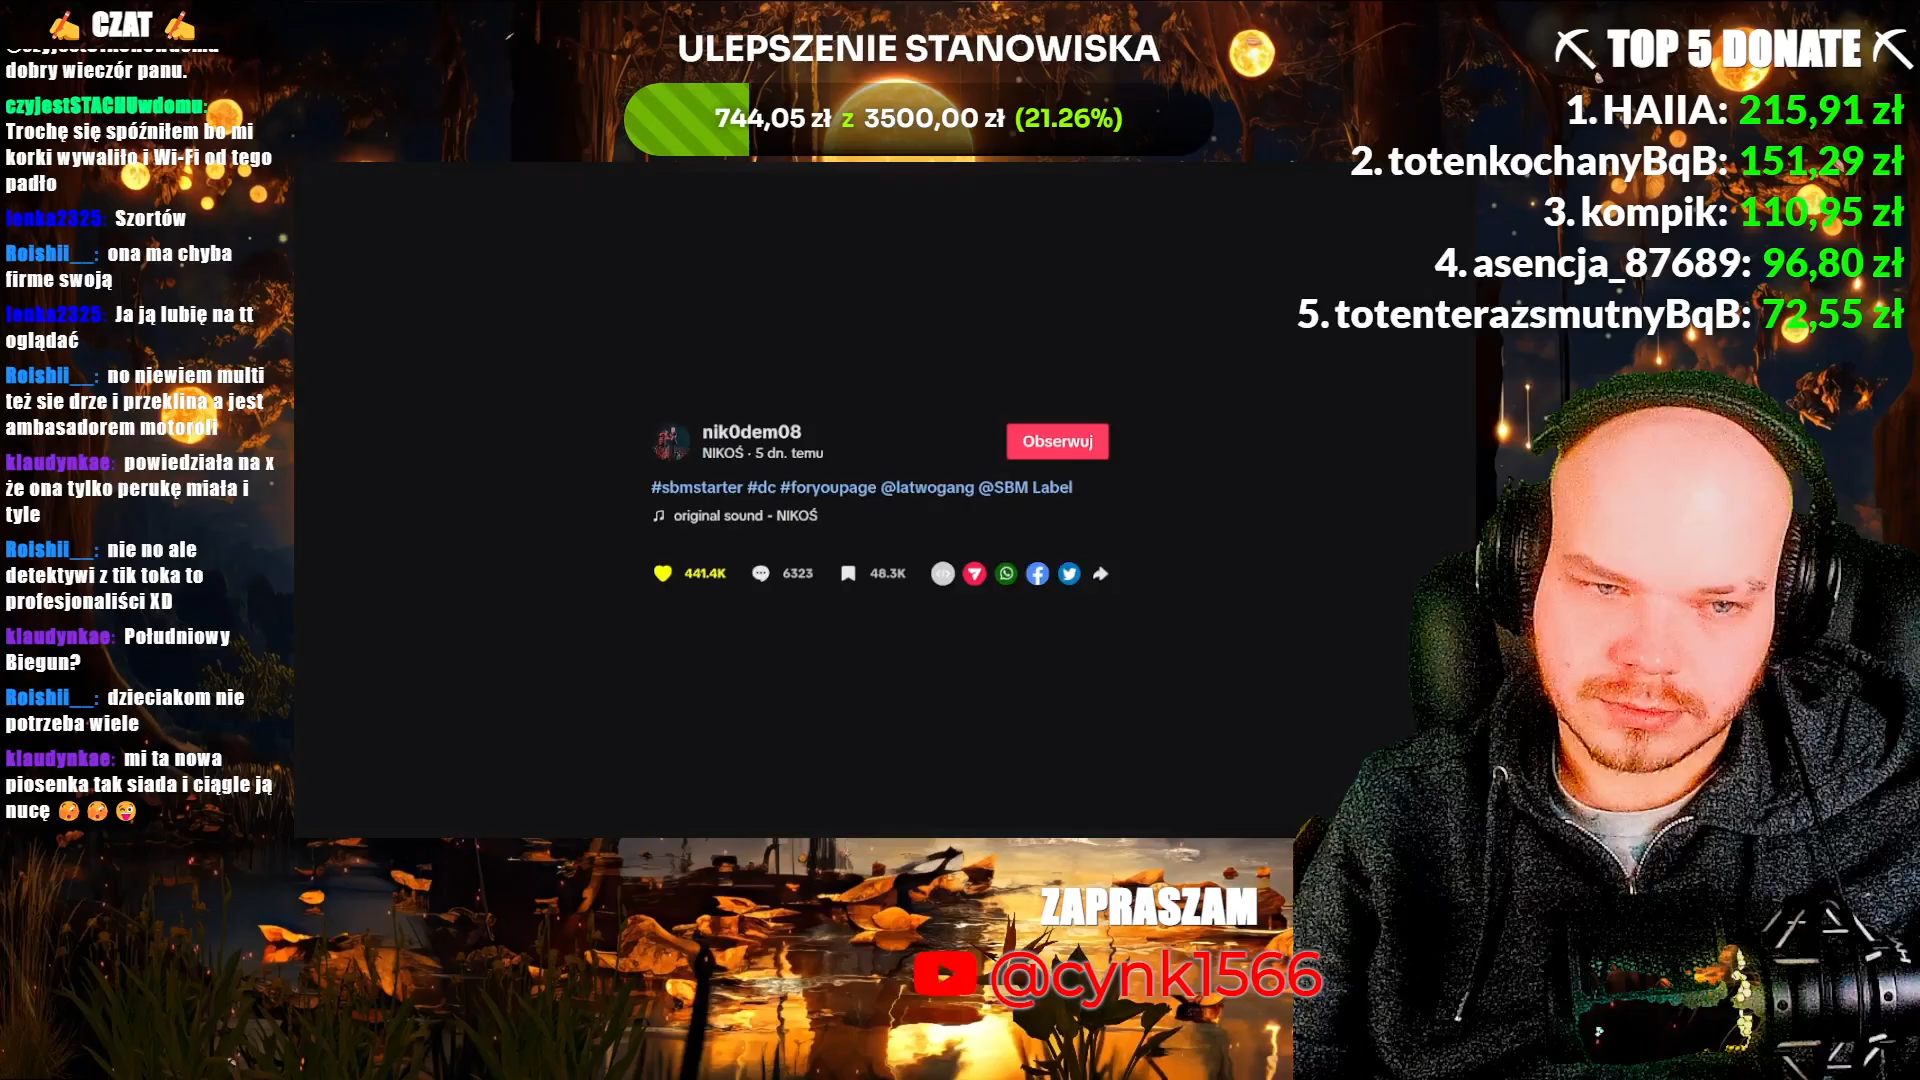 ✍️ CZAT ✍️
dobry wieczór panu.
czyjestSTACHUwdomu:
Trochę się spóźniłem bo mi
korki wywaliło i Wi-Fi od tego
padło
lenka2325: Szortów
Roishii__: ona ma chyba
firme swoją
lenka2325: Ja ją lubię na tt
oglądać
Roishii__: no niewiem multi
też sie drze i przeklina a jest
ambasadorem motoroli
klaudynkae: powiedziała na x
że ona tylko perukę miała i
tyle
Roishii__: nie no ale
detektywi z tik toka to
profesjonaliści XD
klaudynkae: Południowy
Biegun?
Roishii__: dzieciakom nie
potrzeba wiele
klaudynkae: mi ta nowa
piosenka tak siada i ciągle ją
nucę 🥵 🥵 😜
ULEPSZENIE STANOWISKA
744,05 zł z 3500,00 zł (21.26%)
nik0dem08
NIKOŚ · 5 dn. temu
Obserwuj
#sbmstarter #dc #foryoupage @latwogang @SBM Label
♫ original sound - NIKOŚ
441.4K 6323 48.3K
⛏ TOP 5 DONATE ⛏
1. HAIIA: 215,91 zł
2. totenkochanyBqB: 151,29 zł
3. kompik: 110,95 zł
4. asencja_87689: 96,80 zł
5. totenterazsmutnyBqB: 72,55 zł
ZAPRASZAM
@cynk1566